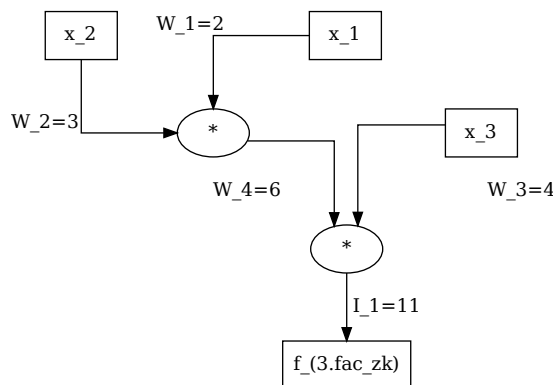 W_1=2
x_2
x_1
W_2=3
*
x_3
W_4=6
W_3=4
*
I_1=11
f_(3.fac_zk)